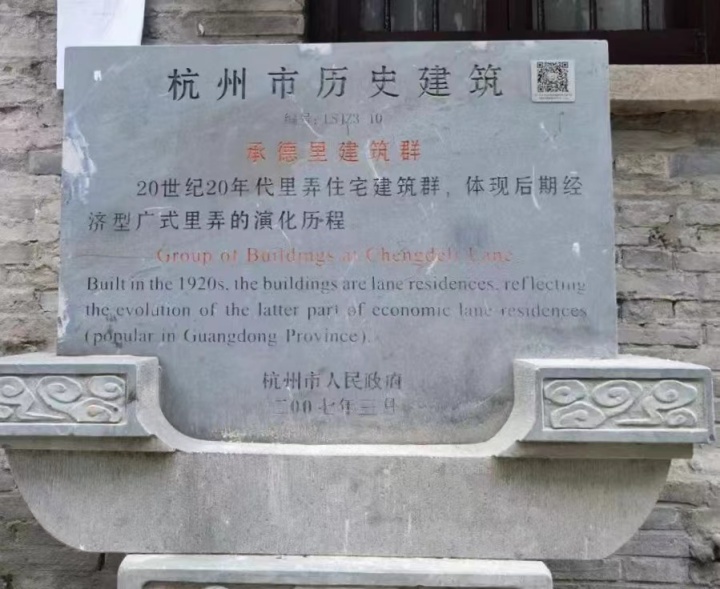 杭州市历史建筑
编号:LSJZ3-10
承德里建筑群
20世纪20年代里弄住宅建筑群，体现后期经
济型广式里弄的演化历程
Group of Buildings at Chengdeli Lane
Built in the 1920s, the buildings are lane residences, reflecting
the evolution of the latter part of economic lane residences
(popular in Guangdong Province).
杭州市人民政府
二00七年三月